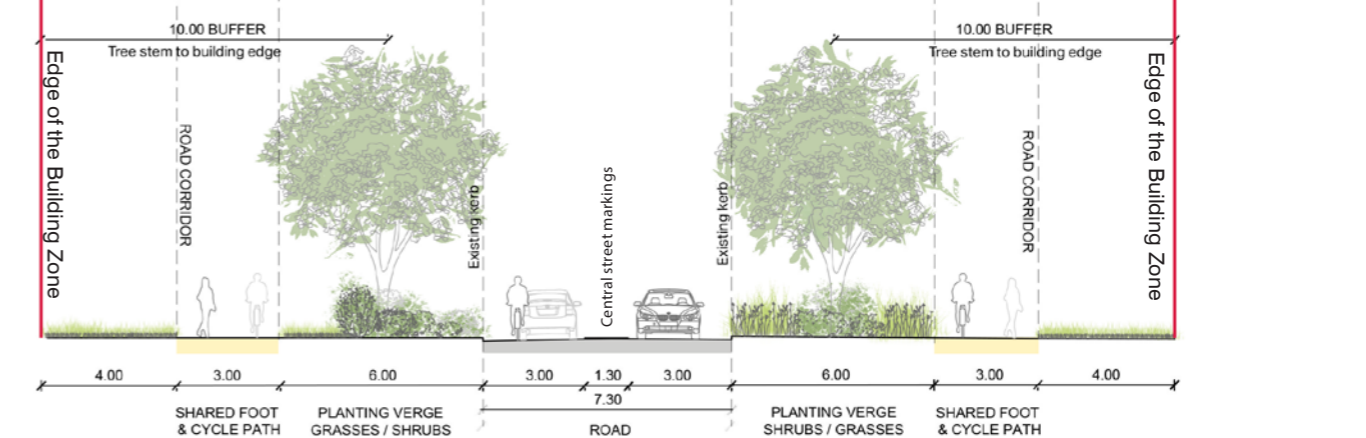 10.00 BUFFER
Tree stem to building edge
10.00 BUFFER
Tree stem to building edge
Edge of the Building Zone
ROAD CORRIDOR
Existing kerb
Central street markings
Existing kerb
ROAD CORRIDOR
Edge of the Building Zone
4.00
3.00
6.00
3.00
1.30
3.00
6.00
3.00
4.00
7.30
SHARED FOOT
& CYCLE PATH
PLANTING VERGE
GRASSES / SHRUBS
ROAD
PLANTING VERGE
SHRUBS / GRASSES
SHARED FOOT
& CYCLE PATH